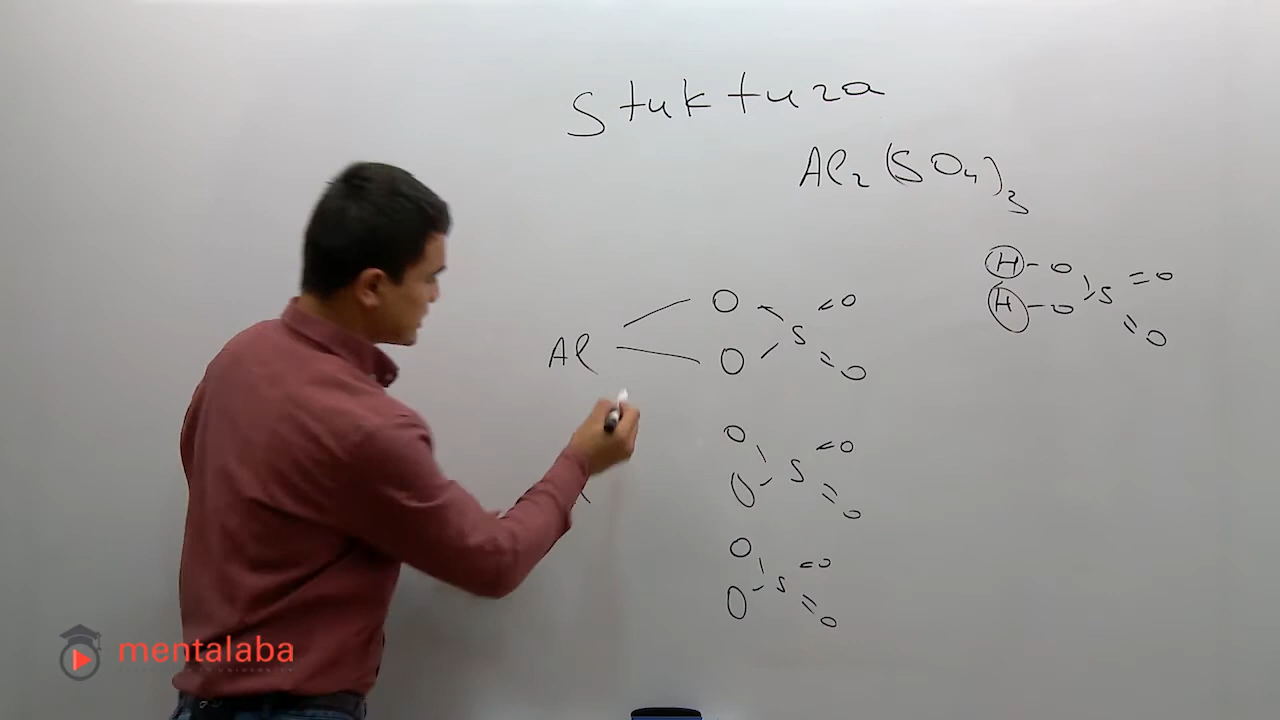 Stuktura
Al2(SO4)3
H-O S =O
H-O =O
Al O S =O
O =O
O S =O
O =O
O S =O
O =O
mentalaba